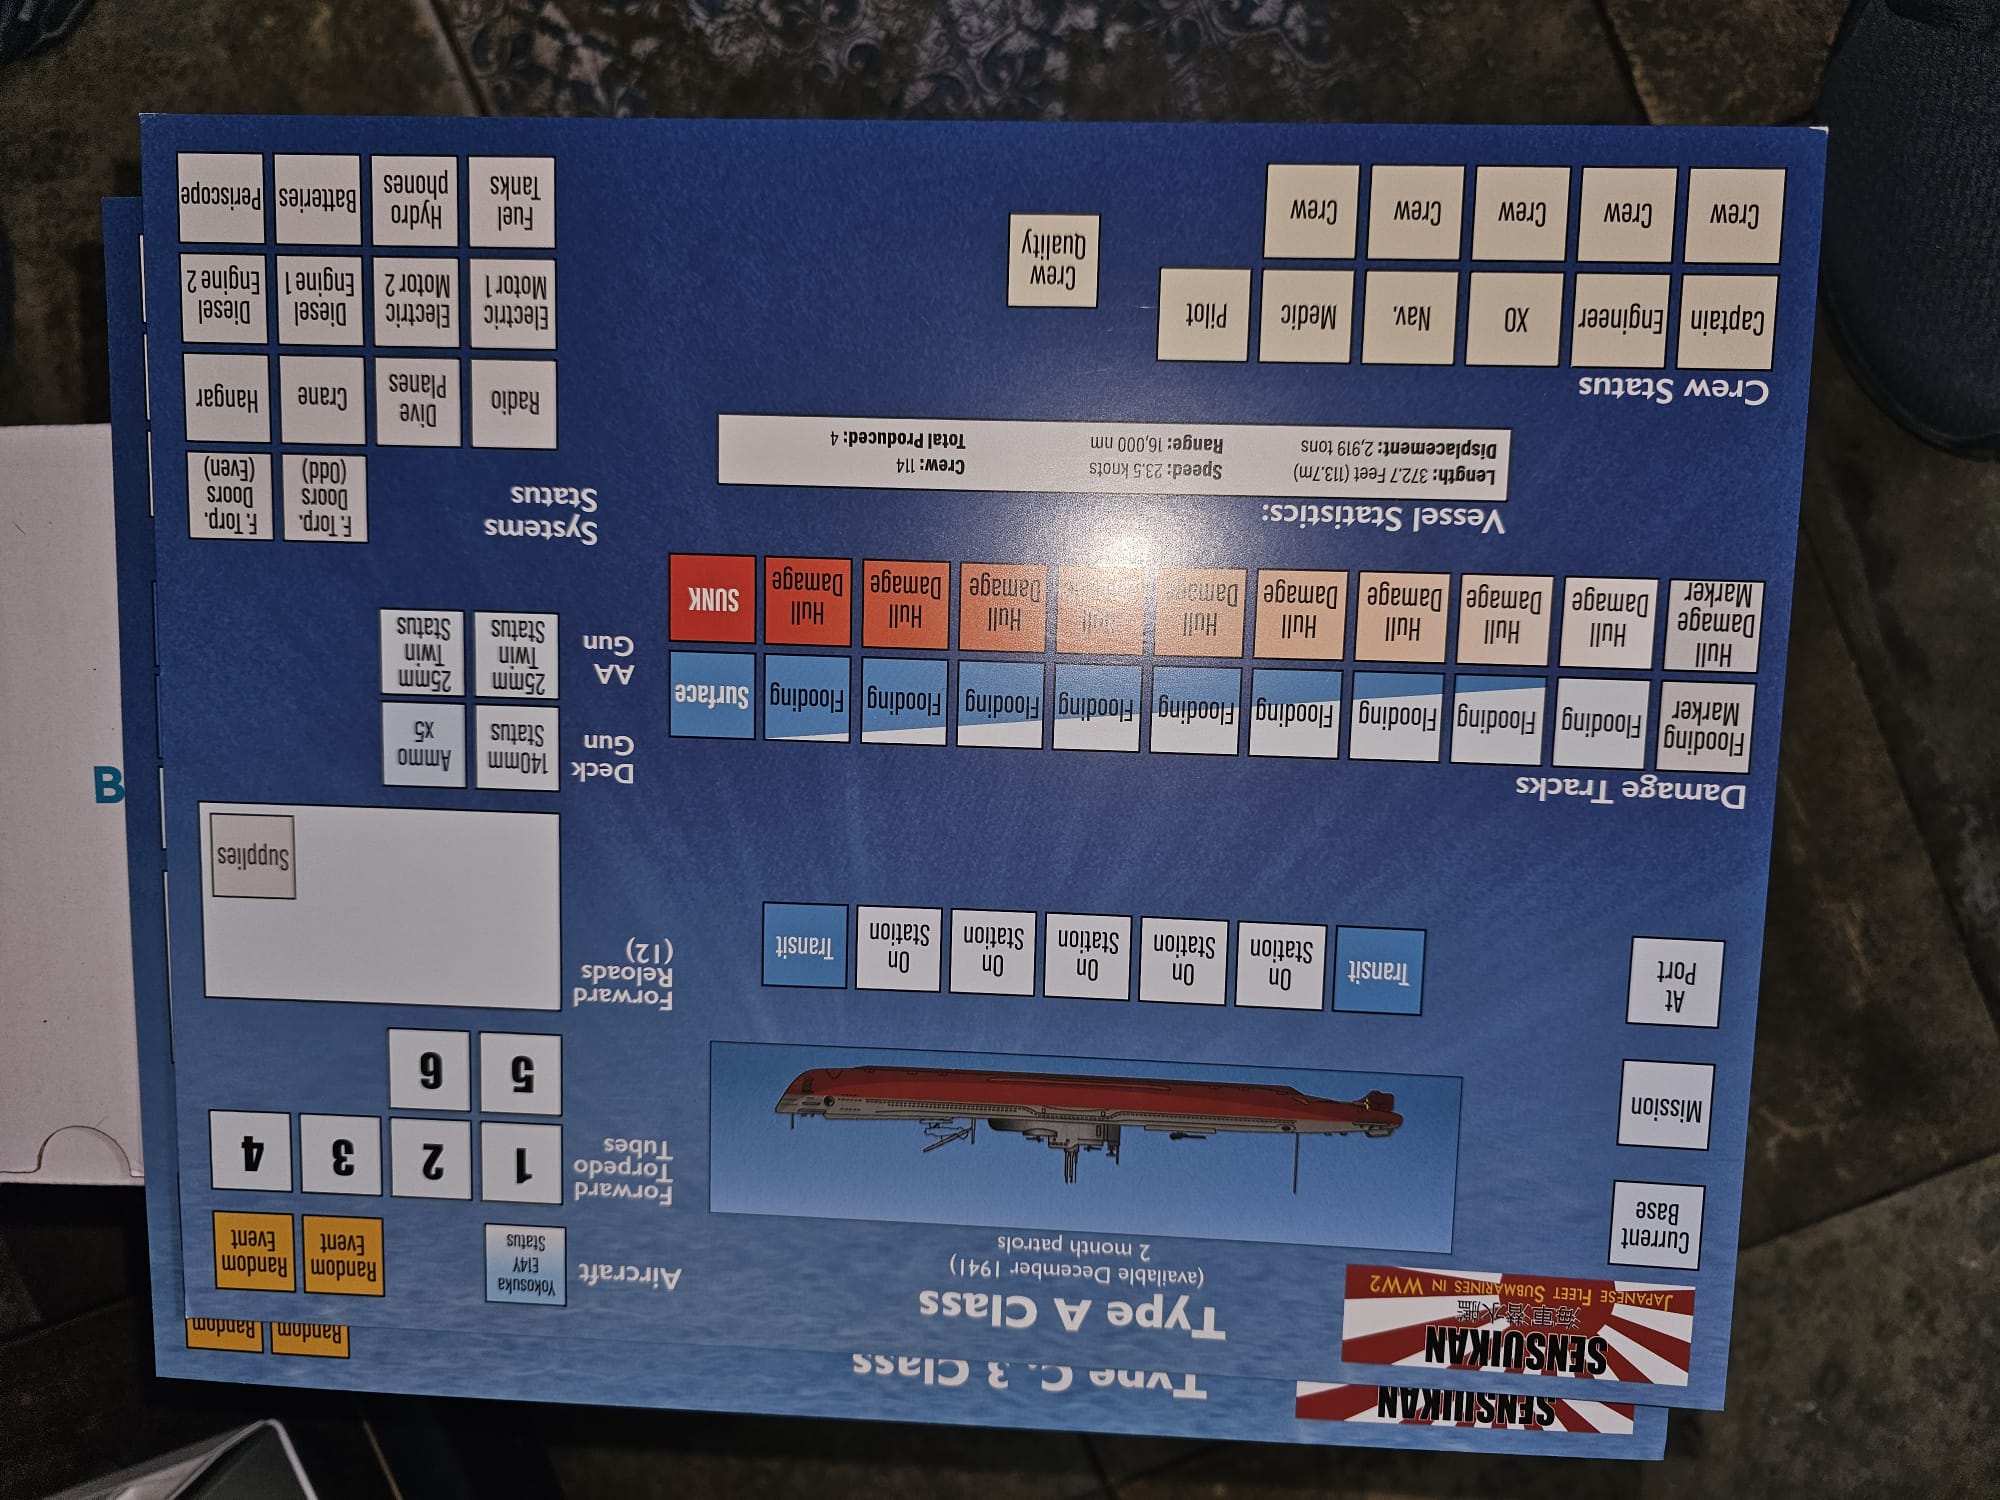 SENSUIKAN
Type C.3 Class
Random
Random
SENSUIKAN
海軍潜水艦
JAPANESE FLEET SUBMARINES IN WW2
Type A Class
(available December 1941)
2 month patrols
Aircraft
Yokosuka
E14Y
Status
Random
Event
Random
Event
Current
Base
Mission
At
Port
Forward
Torpedo
Tubes
1
2
3
4
5
6
Forward
Reloads
(12)
Supplies
Transit
On
Station
On
Station
On
Station
On
Station
On
Station
Transit
Damage Tracks
Flooding
Marker
Flooding
Flooding
Flooding
Flooding
Flooding
Flooding
Flooding
Flooding
Flooding
Surface
Hull
Damage
Marker
Hull
Damage
Hull
Damage
Hull
Damage
Hull
Damage
Hull
Damage
Hull
Damage
Hull
Damage
Hull
Damage
Hull
Damage
SUNK
Deck
Gun
140mm
Status
Ammo
x5
AA
Gun
25mm
Twin
Status
25mm
Twin
Status
Vessel Statistics:
Length: 372.7 Feet (113.7m)
Speed: 23.5 knots
Crew: 114
Displacement: 2,919 tons
Range: 16,000 nm
Total Produced: 4
Systems
Status
F. Torp.
Doors
(Odd)
F. Torp.
Doors
(Even)
Radio
Dive
Planes
Crane
Hangar
Electric
Motor 1
Electric
Motor 2
Diesel
Engine 1
Diesel
Engine 2
Fuel
Tanks
Hydro
phones
Batteries
Periscope
Crew Status
Captain
Engineer
XO
Nav.
Medic
Pilot
Crew
Quality
Crew
Crew
Crew
Crew
Crew
B